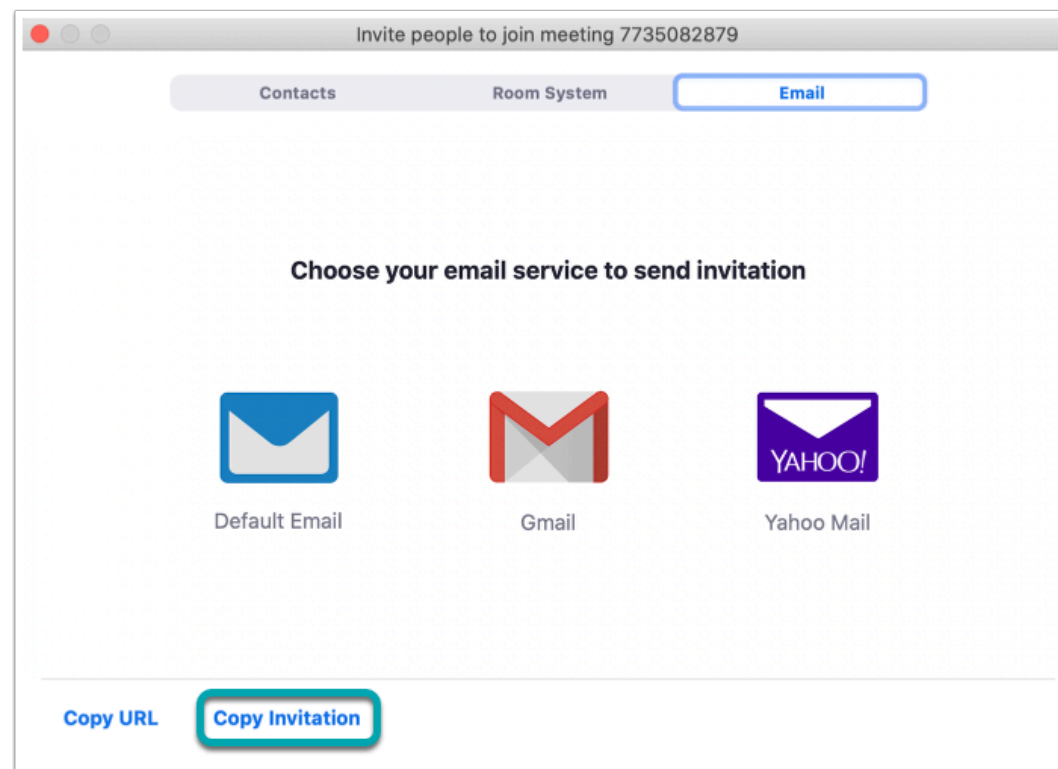 Invite people to join meeting 7735082879
Contacts Room System Email
Choose your email service to send invitation
YAHOO!
Default Email Gmail Yahoo Mail
Copy URL Copy Invitation